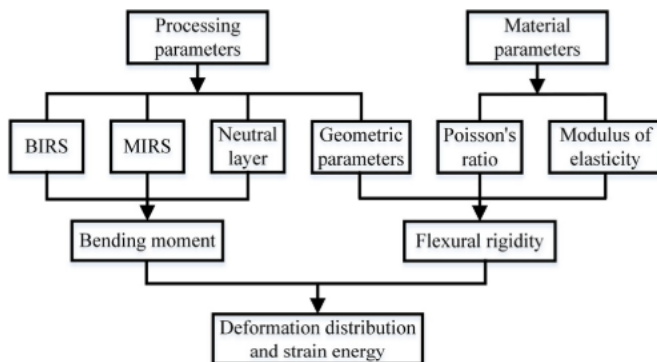 Processing
parameters
Material
parameters
BIRS
MIRS
Neutral
layer
Geometric
parameters
Poisson's
ratio
Modulus of
elasticity
Bending moment
Flexural rigidity
Deformation distribution
and strain energy